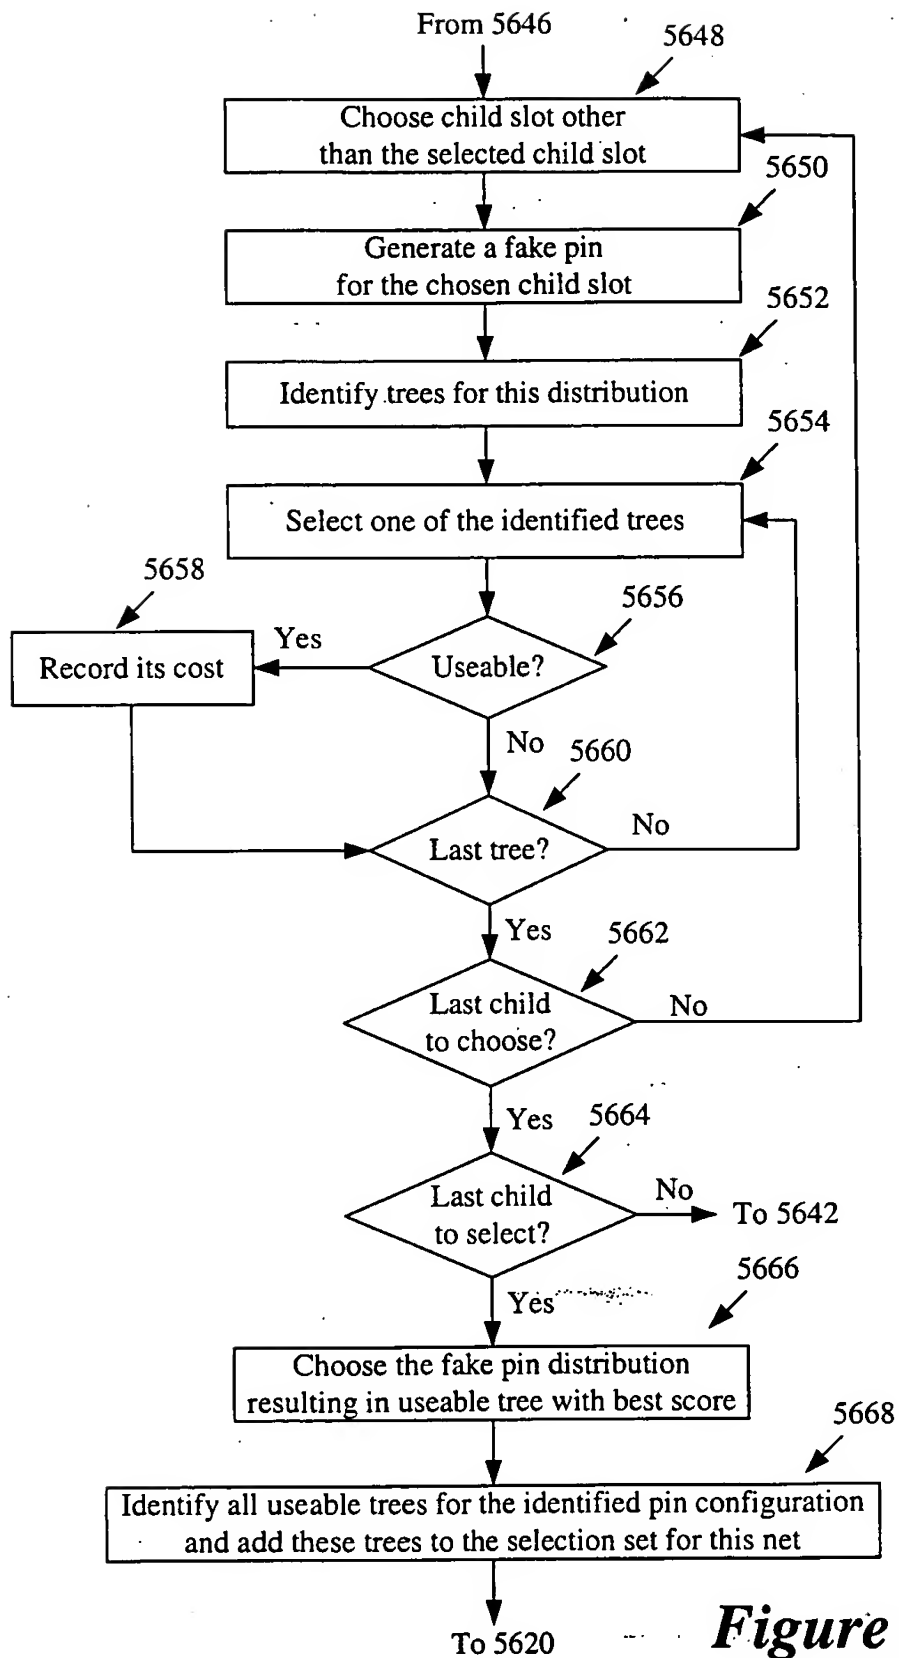 From 5646
5648
Choose child slot other
than the selected child slot
5650
Generate a fake pin
for the chosen child slot
5652
Identify trees for this distribution
5654
Select one of the identified trees
5658
5656
Yes
Record its cost
Useable?
No
5660
No
Last tree?
Yes
5662
Last child
to choose?
No
Yes
5664
Last child
to select?
No
To 5642
5666
Yes
Choose the fake pin distribution
resulting in useable tree with best score
5668
Identify all useable trees for the identified pin configuration
and add these trees to the selection set for this net
To 5620
Figure